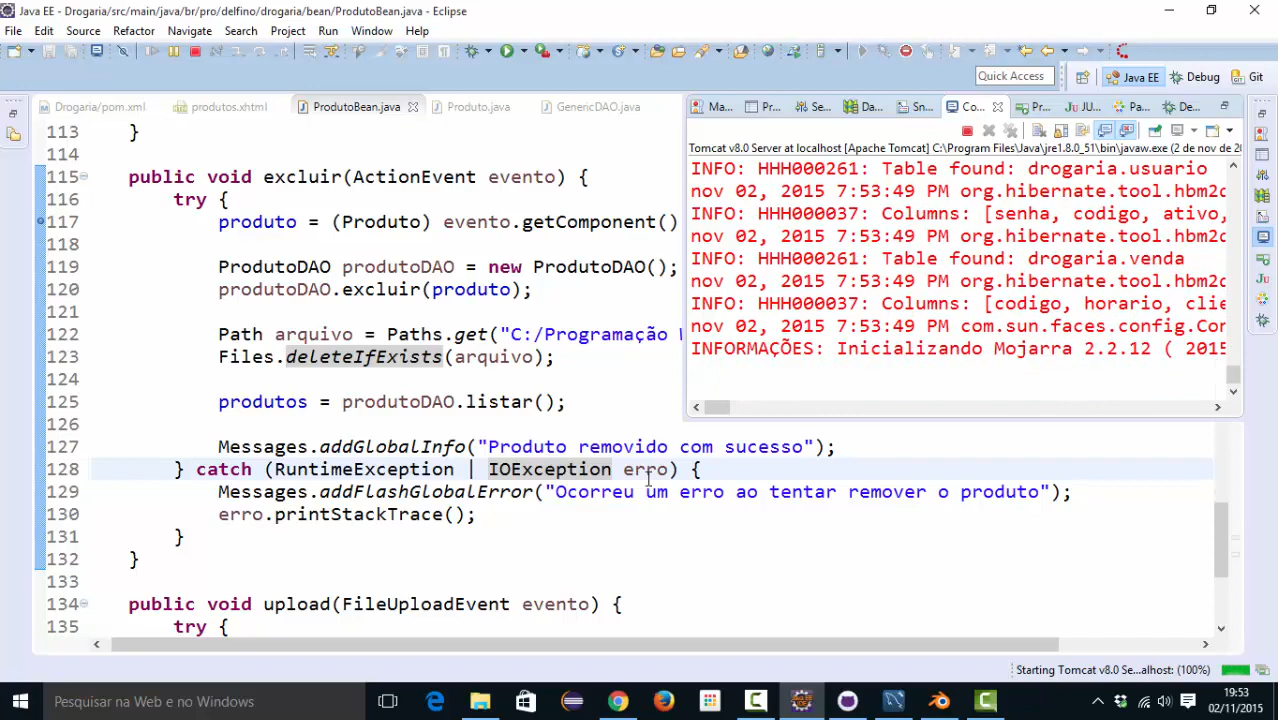 Java EE - Drogaria/src/main/java/br/pro/delfino/drogaria/bean/ProdutoBean.java - Eclipse
File Edit Source Refactor Navigate Search Project Run Window Help
Quick Access
Java EE Debug Git
Drogaria/pom.xml produtos.xhtml ProdutoBean.java Produto.java GenericDAO.java
Ma... Pr... Se... Da... Sn... Co... Pr... JU... Pa... De...
Tomcat v8.0 Server at localhost [Apache Tomcat] C:\Program Files\Java\jre1.8.0_51\bin\javaw.exe (2 de nov de 20
INFO: HHH000261: Table found: drogaria.usuario
nov 02, 2015 7:53:49 PM org.hibernate.tool.hbm2d
INFO: HHH000037: Columns: [senha, codigo, ativo,
nov 02, 2015 7:53:49 PM org.hibernate.tool.hbm2d
INFO: HHH000261: Table found: drogaria.venda
nov 02, 2015 7:53:49 PM org.hibernate.tool.hbm2d
INFO: HHH000037: Columns: [codigo, horario, clie
nov 02, 2015 7:53:49 PM com.sun.faces.config.Con
INFORMAÇÕES: Inicializando Mojarra 2.2.12 ( 2015
113 }
114
115 public void excluir(ActionEvent evento) {
116 try {
117 produto = (Produto) evento.getComponent()
118
119 ProdutoDAO produtoDAO = new ProdutoDAO();
120 produtoDAO.excluir(produto);
121
122 Path arquivo = Paths.get("C:/Programação W
123 Files.deleteIfExists(arquivo);
124
125 produtos = produtoDAO.listar();
126
127 Messages.addGlobalInfo("Produto removido com sucesso");
128 } catch (RuntimeException | IOException erro) {
129 Messages.addFlashGlobalError("Ocorreu um erro ao tentar remover o produto");
130 erro.printStackTrace();
131 }
132 }
133
134 public void upload(FileUploadEvent evento) {
135 try {
Starting Tomcat v8.0 Se...alhost: (100%)
Pesquisar na Web e no Windows
19:53
02/11/2015